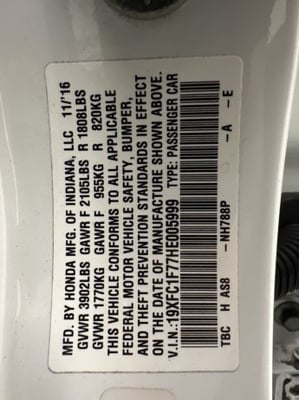 MFD. BY HONDA MFG. OF INDIANA, LLC 11/'16
GVWR 3902LBS GAWR F 2105LBS R 1808LBS
GVWR 1770KG GAWR F 955KG R 820KG
THIS VEHICLE CONFORMS TO ALL APPLICABLE
FEDERAL MOTOR VEHICLE SAFETY, BUMPER,
AND THEFT PREVENTION STANDARDS IN EFFECT
ON THE DATE OF MANUFACTURE SHOWN ABOVE.
V.I.N.:19XFC1F77HE005999 TYPE: PASSENGER CAR
TBC H AS8 -NH788P -A -E